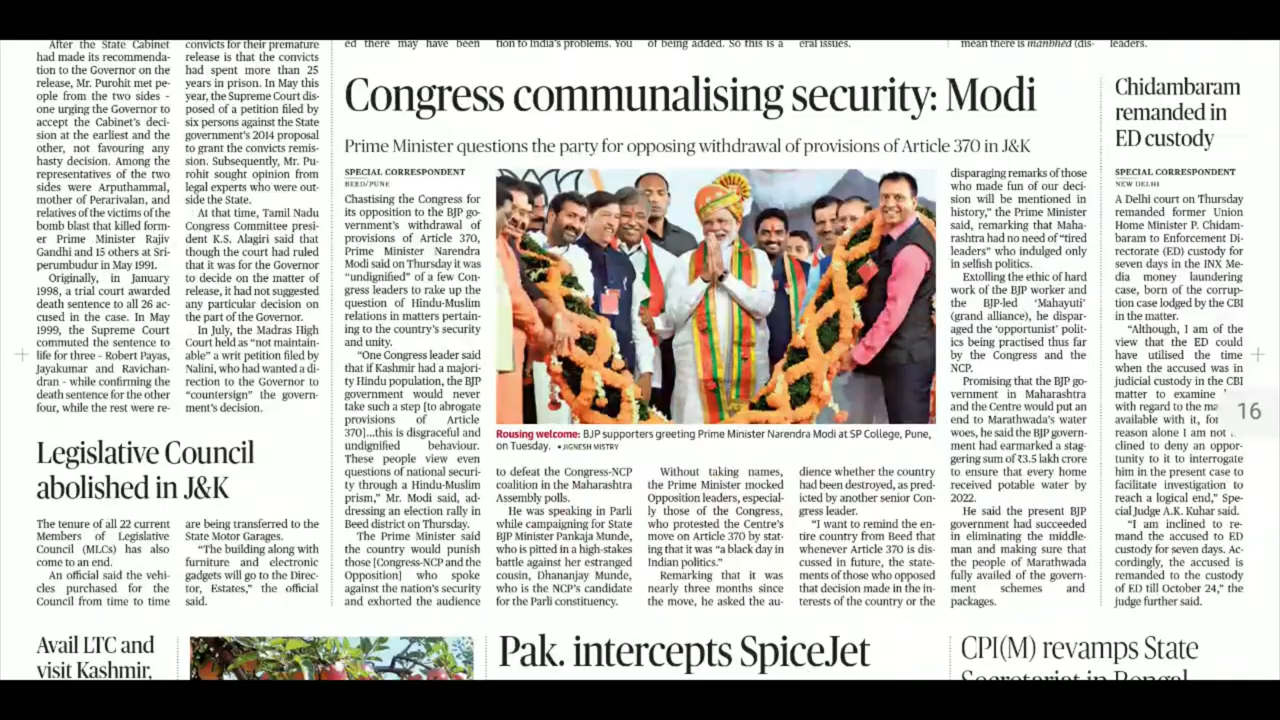 After the State Cabinet
had made its recommenda-
tion to the Governor on the
release, Mr. Purohit met pe-
ople from the two sides -
one urging the Governor to
accept the Cabinet's deci-
sion at the earliest and the
other, not favouring any
hasty decision. Among the
representatives of the two
sides were Arputhammal,
mother of Perarivalan, and
relatives of the victims of the
bomb blast that killed form-
er Prime Minister Rajiv
Gandhi and 15 others at Sri-
perumbudur in May 1991.
Originally, in January
1998, a trial court awarded
death sentence to all 26 ac-
cused in the case. In May
1999, the Supreme Court
commuted the sentence to
life for three - Robert Payas,
Jayakumar and Ravichan-
dran - while confirming the
death sentence for the other
four, while the rest were re-
convicts for their premature
release is that the convicts
had spent more than 25
years in prison. In May this
year, the Supreme Court dis-
posed of a petition filed by
six persons against the State
government's 2014 proposal
to grant the convicts remis-
sion. Subsequently, Mr. Pu-
rohit sought opinion from
legal experts who were out-
side the State.
At that time, Tamil Nadu
Congress Committee presi-
dent K.S. Alagiri said that
though the court had ruled
that it was for the Governor
to decide on the matter of
release, it had not suggested
any particular decision on
the part of the Governor.
In July, the Madras High
Court held as "not maintain-
able" a writ petition filed by
Nalini, who had wanted a di-
rection to the Governor to
"countersign" the govern-
ment's decision.
Legislative Council
abolished in J&K
The tenure of all 22 current
Members of Legislative
Council (MLCs) has also
come to an end.
An official said the vehi-
cles purchased for the
Council from time to time
are being transferred to the
State Motor Garages.
"The building along with
furniture and electronic
gadgets will go to the Direc-
tor, Estates," the official
said.
Avail LTC and
visit Kashmir,
ed there may have been
tion to India's problems. You
of being added. So this is a
eral issues.
mean there is manbhed (dis-
leaders.
Congress communalising security: Modi
Prime Minister questions the party for opposing withdrawal of provisions of Article 370 in J&K
SPECIAL CORRESPONDENT
BEED/PUNE
Chastising the Congress for
its opposition to the BJP go-
vernment's withdrawal of
provisions of Article 370,
Prime Minister Narendra
Modi said on Thursday it was
"undignified" of a few Con-
gress leaders to rake up the
question of Hindu-Muslim
relations in matters pertain-
ing to the country's security
and unity.
"One Congress leader said
that if Kashmir had a majori-
ty Hindu population, the BJP
government would never
take such a step [to abrogate
provisions of Article
370]...this is disgraceful and
undignified behaviour.
These people view even
questions of national securi-
ty through a Hindu-Muslim
prism," Mr. Modi said, ad-
dressing an election rally in
Beed district on Thursday.
The Prime Minister said
the country would punish
those [Congress-NCP and the
Opposition] who spoke
against the nation's security
and exhorted the audience
Rousing welcome: BJP supporters greeting Prime Minister Narendra Modi at SP College, Pune,
on Tuesday. • JIGNESH MISTRY
to defeat the Congress-NCP
coalition in the Maharashtra
Assembly polls.
He was speaking in Parli
while campaigning for State
BJP Minister Pankaja Munde,
who is pitted in a high-stakes
battle against her estranged
cousin, Dhananjay Munde,
who is the NCP's candidate
for the Parli constituency.
Without taking names,
the Prime Minister mocked
Opposition leaders, especial-
ly those of the Congress,
who protested the Centre's
move on Article 370 by stat-
ing that it was "a black day in
Indian politics."
Remarking that it was
nearly three months since
the move, he asked the au-
dience whether the country
had been destroyed, as pred-
icted by another senior Con-
gress leader.
"I want to remind the en-
tire country from Beed that
whenever Article 370 is dis-
cussed in future, the state-
ments of those who opposed
that decision made in the in-
terests of the country or the
disparaging remarks of those
who made fun of our deci-
sion will be mentioned in
history," the Prime Minister
said, remarking that Maha-
rashtra had no need of "tired
leaders" who indulged only
in selfish politics.
Extolling the ethic of hard
work of the BJP worker and
the BJP-led 'Mahayuti'
(grand alliance), he dispar-
aged the 'opportunist' polit-
ics being practised thus far
by the Congress and the
NCP.
Promising that the BJP go-
vernment in Maharashtra
and the Centre would put an
end to Marathwada's water
woes, he said the BJP govern-
ment had earmarked a stag-
gering sum of ₹3.5 lakh crore
to ensure that every home
received potable water by
2022.
He said the present BJP
government had succeeded
in eliminating the middle-
man and making sure that
the people of Marathwada
fully availed of the govern-
ment schemes and
packages.
Chidambaram
remanded in
ED custody
SPECIAL CORRESPONDENT
NEW DELHI
A Delhi court on Thursday
remanded former Union
Home Minister P. Chidam-
baram to Enforcement Di-
rectorate (ED) custody for
seven days in the INX Me-
dia money laundering
case, born of the corrup-
tion case lodged by the CBI
in the matter.
"Although, I am of the
view that the ED could
have utilised the time
when the accused was in
judicial custody in the CBI
matter to examine
with regard to the ma
available with it, for
reason alone I am not
clined to deny an oppor-
tunity to it to interrogate
him in the present case to
facilitate investigation to
reach a logical end," Spe-
cial Judge A.K. Kuhar said.
"I am inclined to re-
mand the accused to ED
custody for seven days. Ac-
cordingly, the accused is
remanded to the custody
of ED till October 24," the
judge further said.
16
Pak. intercepts SpiceJet
CPI(M) revamps State
Secretariat in Bengal